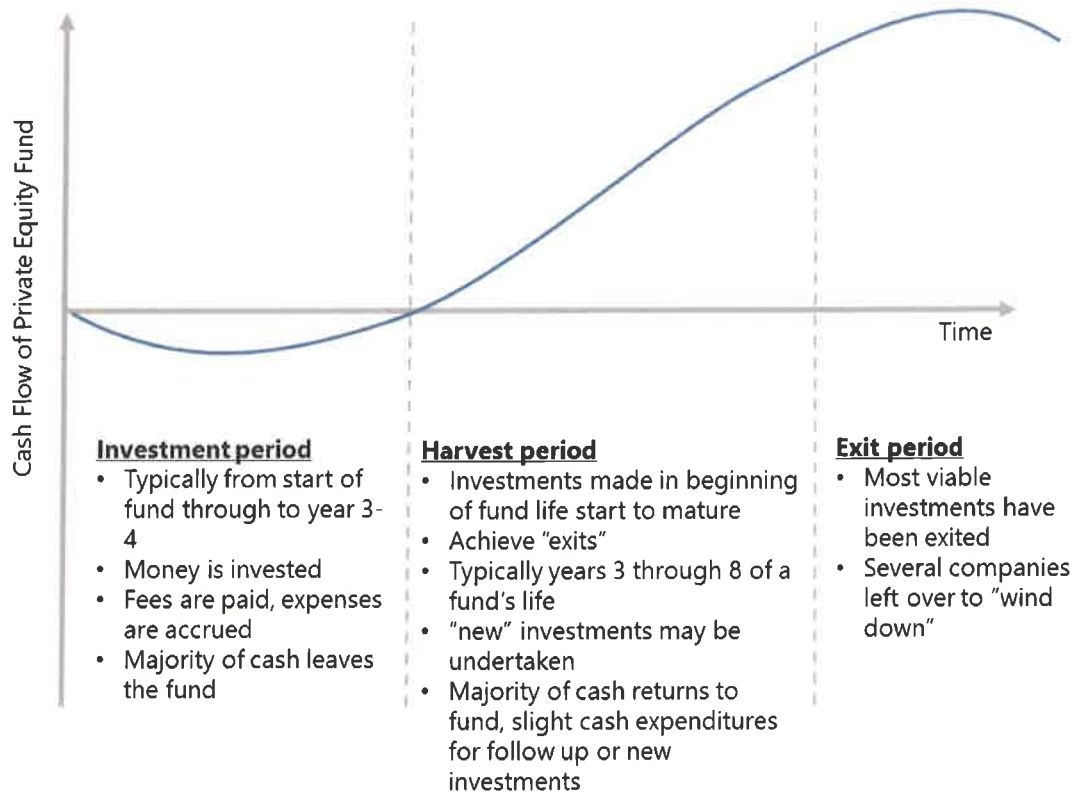 Cash Flow of Private Equity Fund
Time
Investment period
• Typically from start of
fund through to year 3-
4
• Money is invested
• Fees are paid, expenses
are accrued
• Majority of cash leaves
the fund
Harvest period
• Investments made in beginning
of fund life start to mature
• Achieve "exits"
• Typically years 3 through 8 of a
fund's life
• "new" investments may be
undertaken
• Majority of cash returns to
fund, slight cash expenditures
for follow up or new
investments
Exit period
• Most viable
investments have
been exited
• Several companies
left over to "wind
down"